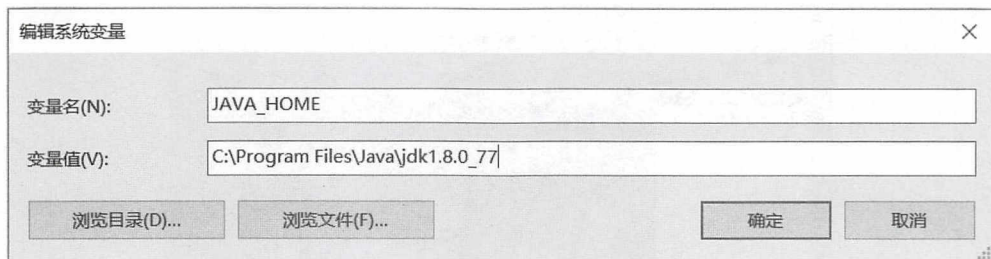 编辑系统变量
变量名(N):
JAVA_HOME
变量值(V):
C:\Program Files\Java\jdk1.8.0_77
浏览目录(D)...
浏览文件(F)...
确定
取消